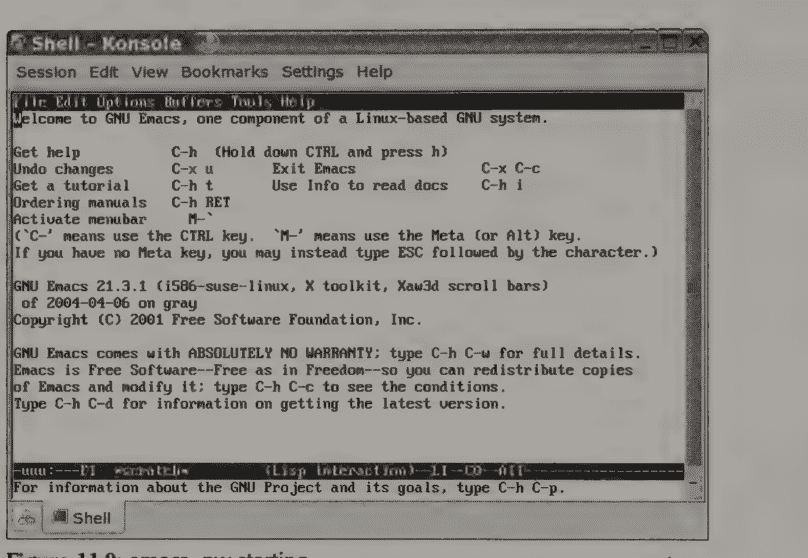 Shell - Konsole
Session Edit View Bookmarks Settings Help
File Edit Options Buffers Tools Help
Welcome to GNU Emacs, one component of a Linux-based GNU system.
Get help C-h (Hold down CTRL and press h)
Undo changes C-x u Exit Emacs C-x C-c
Get a tutorial C-h t Use Info to read docs C-h i
Ordering manuals C-h RET
Activate menubar M-`
(`C-' means use the CTRL key. `M-' means use the Meta (or Alt) key.
If you have no Meta key, you may instead type ESC followed by the character.)
GNU Emacs 21.3.1 (i586-suse-linux, X toolkit, Xaw3d scroll bars)
of 2004-04-06 on gray
Copyright (C) 2001 Free Software Foundation, Inc.
GNU Emacs comes with ABSOLUTELY NO WARRANTY; type C-h C-w for full details.
Emacs is Free Software--Free as in Freedom--so you can redistribute copies
of Emacs and modify it; type C-h C-c to see the conditions.
Type C-h C-d for information on getting the latest version.
-uuu:---F1 *scratch* (Lisp Interaction)--L1--C0--All-----------------------
For information about the GNU Project and its goals, type C-h C-p.
Shell